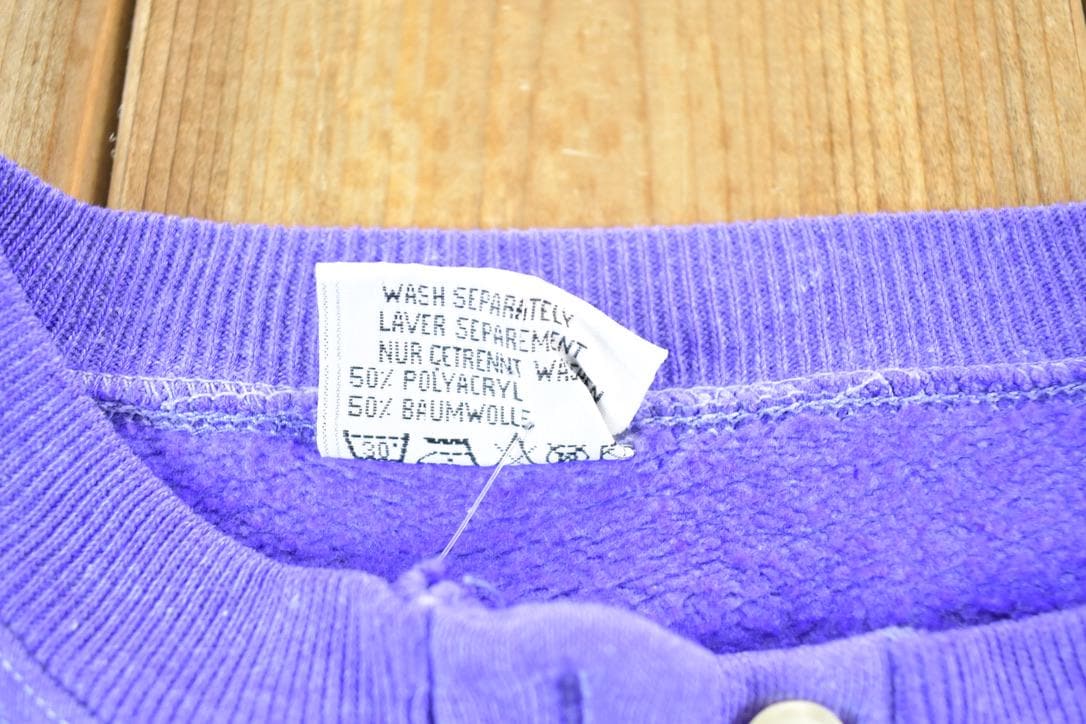 WASH SEPARATELY
LAVER SEPAREMENT
NUR GETRENNT WASCHEN
50% POLYACRYL
50% BAUMWOLLE
30°